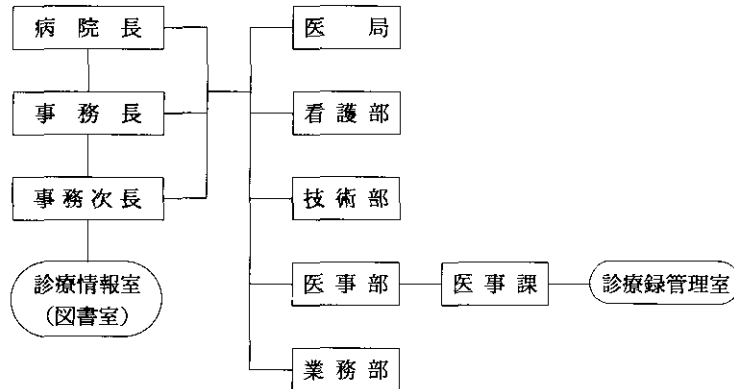 病院長
医局
事務長
看護部
事務次長
技術部
診療情報室
(図書室)
医事部
医事課
診療録管理室
業務部